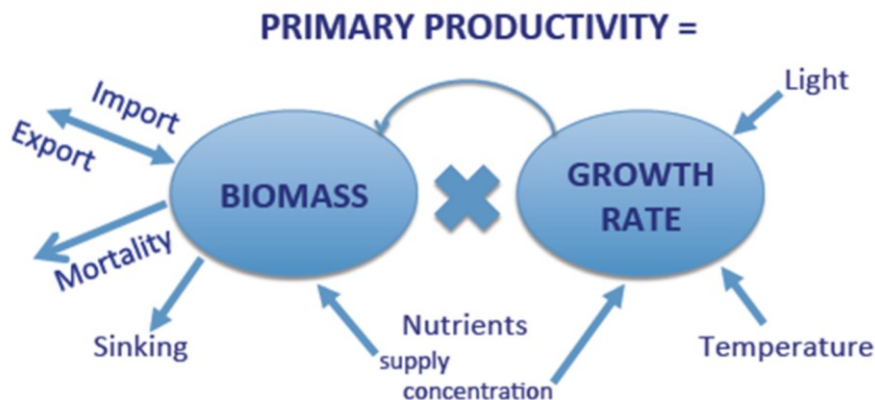 PRIMARY PRODUCTIVITY =
Light
Import
Export
BIOMASS
GROWTH
RATE
Mortality
Sinking
Nutrients
supply
concentration
Temperature